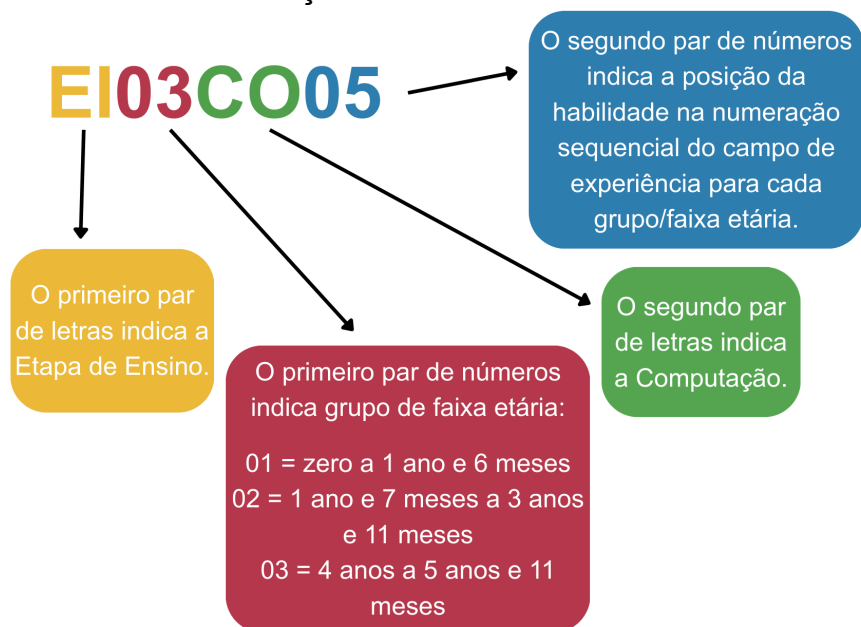 EI03CO05
O segundo par de números
indica a posição da
habilidade na numeração
sequencial do campo de
experiência para cada
grupo/faixa etária.
O primeiro par
de letras indica a
Etapa de Ensino.
O primeiro par de números
indica grupo de faixa etária:
01 = zero a 1 ano e 6 meses
02 = 1 ano e 7 meses a 3 anos
e 11 meses
03 = 4 anos a 5 anos e 11
meses
O segundo par
de letras indica
a Computação.